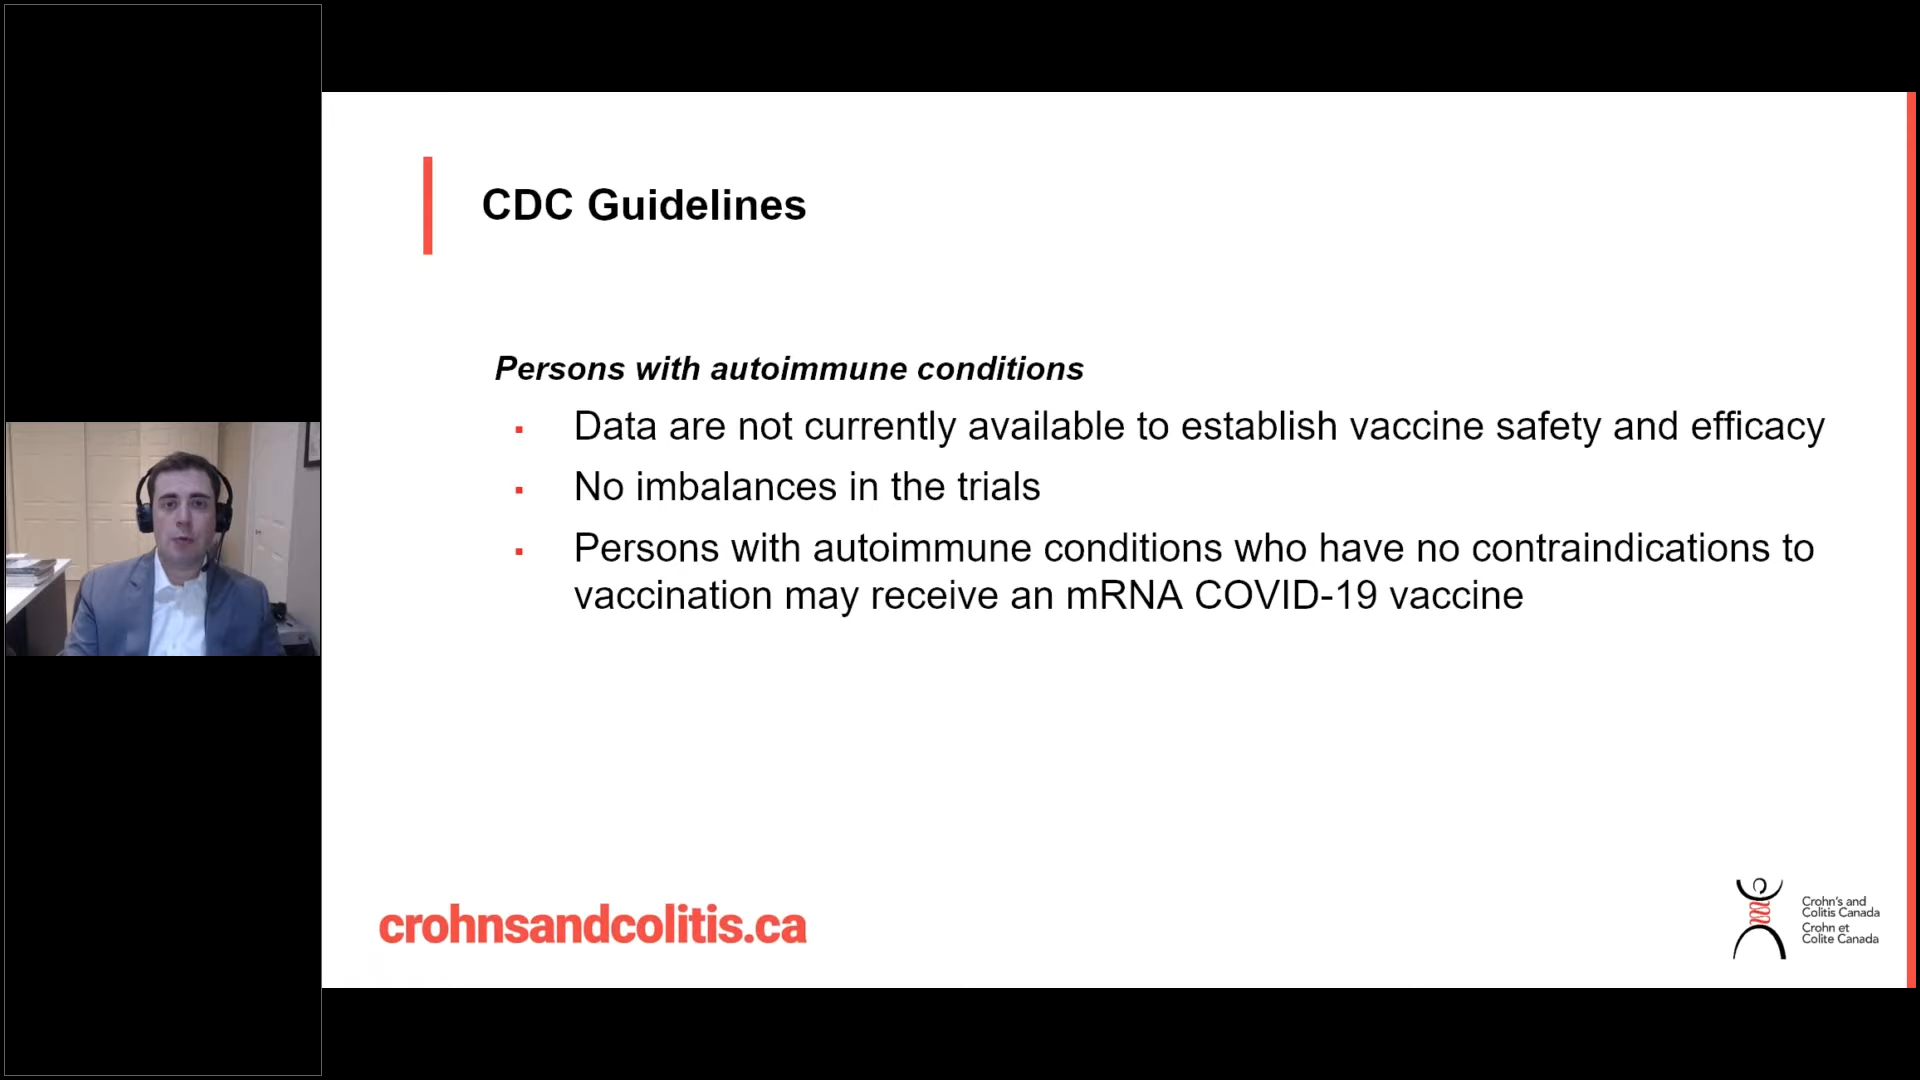 CDC Guidelines
Persons with autoimmune conditions
▪ Data are not currently available to establish vaccine safety and efficacy
▪ No imbalances in the trials
▪ Persons with autoimmune conditions who have no contraindications to
vaccination may receive an mRNA COVID-19 vaccine
crohnsandcolitis.ca
Crohn's and
Colitis Canada
Crohn et
Colite Canada